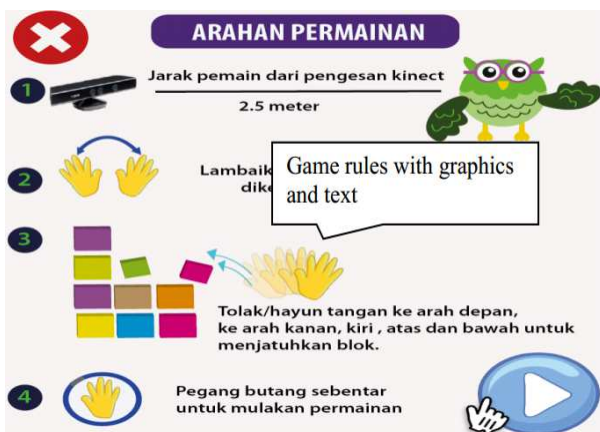 ARAHAN PERMAINAN
1
Jarak pemain dari pengesan kinect
2.5 meter
2
Game rules with graphics
and text
3
Tolak/hayun tangan ke arah depan,
ke arah kanan, kiri , atas dan bawah untuk
menjatuhkan blok.
4
Pegang butang sebentar
untuk mulakan permainan